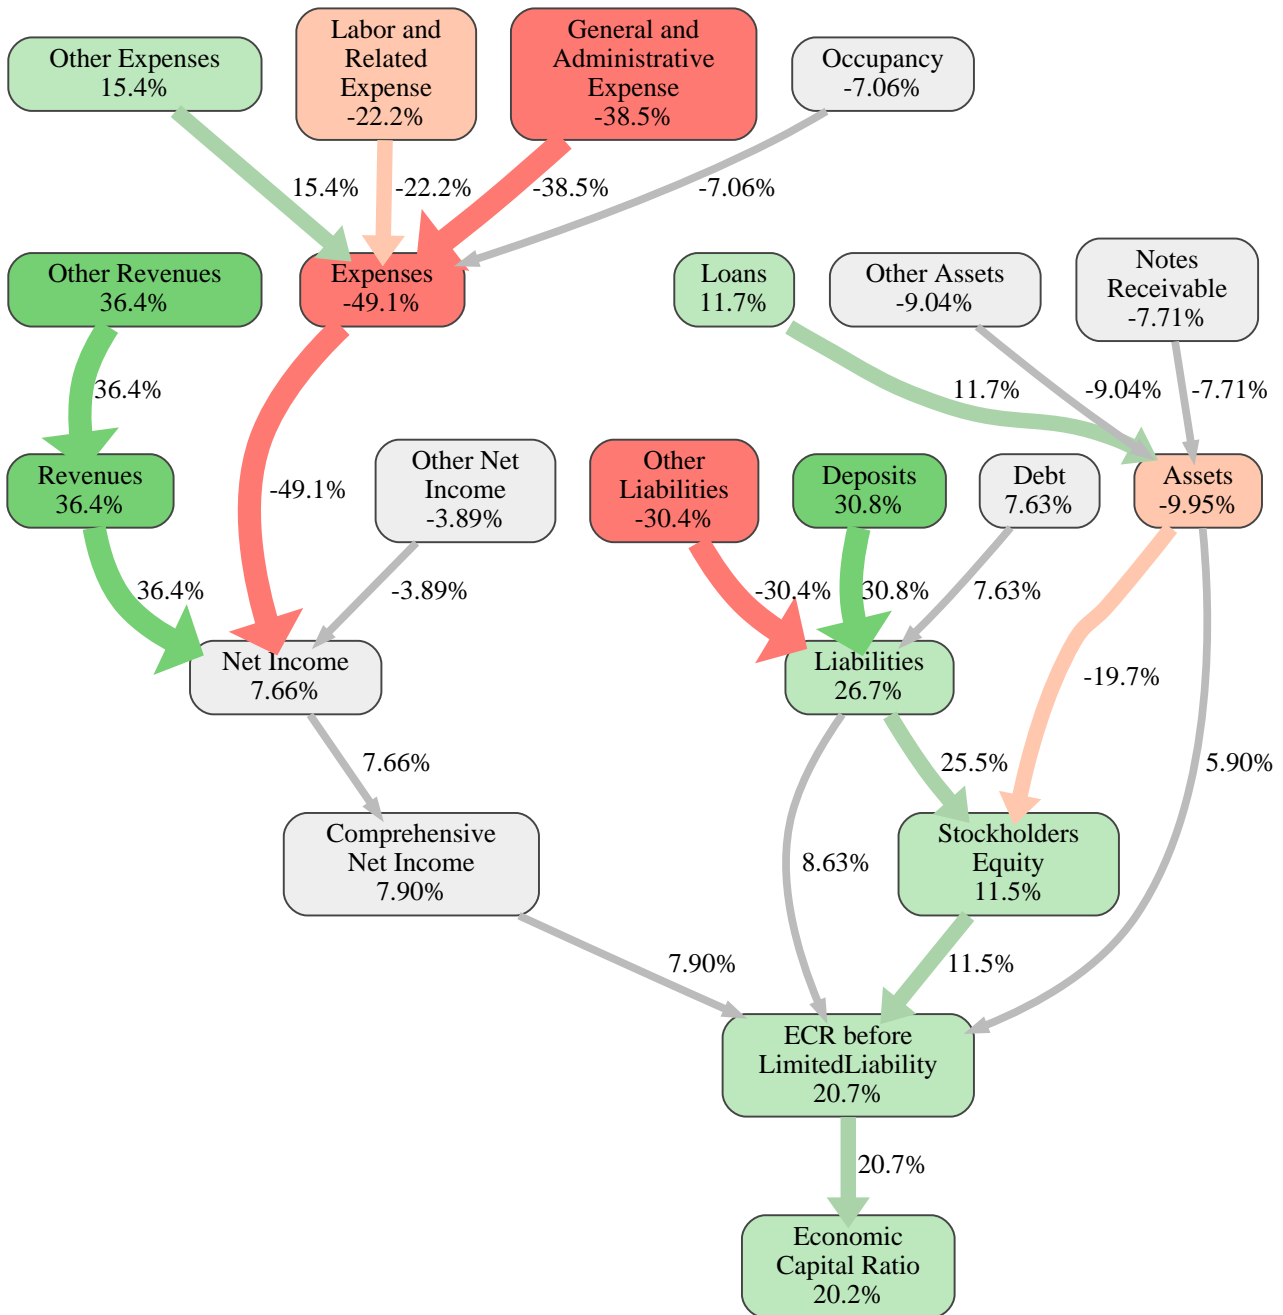 Other Expenses
15.4%
Labor and
Related
Expense
-22.2%
General and
Administrative
Expense
-38.5%
Occupancy
-7.06%
15.4%
-22.2%
-38.5%
-7.06%
Other Revenues
36.4%
Expenses
-49.1%
Loans
11.7%
Other Assets
-9.04%
Notes
Receivable
-7.71%
36.4%
11.7%
-9.04%
-7.71%
Revenues
36.4%
-49.1%
Other Net
Income
-3.89%
Other
Liabilities
-30.4%
Deposits
30.8%
Debt
7.63%
Assets
-9.95%
36.4%
-3.89%
-30.4%
30.8%
7.63%
Net Income
7.66%
Liabilities
26.7%
-19.7%
7.66%
25.5%
5.90%
Comprehensive
Net Income
7.90%
8.63%
Stockholders
Equity
11.5%
7.90%
11.5%
ECR before
LimitedLiability
20.7%
20.7%
Economic
Capital Ratio
20.2%